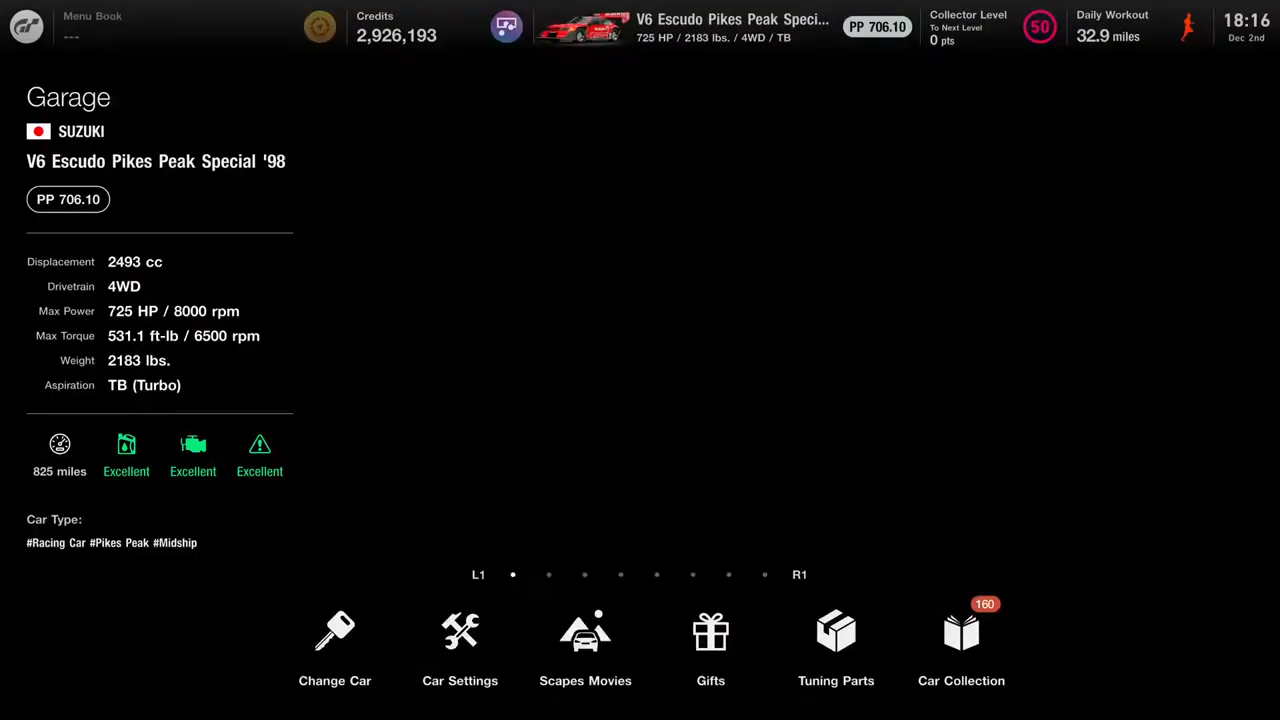 Menu Book
---
Credits
2,926,193
V6 Escudo Pikes Peak Speci...
725 HP / 2183 lbs. / 4WD / TB
PP 706.10
Collector Level
To Next Level
0 pts
50
Daily Workout
32.9 miles
18:16
Dec 2nd
Garage
SUZUKI
V6 Escudo Pikes Peak Special '98
PP 706.10
Displacement 2493 cc
Drivetrain 4WD
Max Power 725 HP / 8000 rpm
Max Torque 531.1 ft-lb / 6500 rpm
Weight 2183 lbs.
Aspiration TB (Turbo)
825 miles Excellent Excellent Excellent
Car Type:
#Racing Car #Pikes Peak #Midship
L1 R1
160
Change Car Car Settings Scapes Movies Gifts Tuning Parts Car Collection